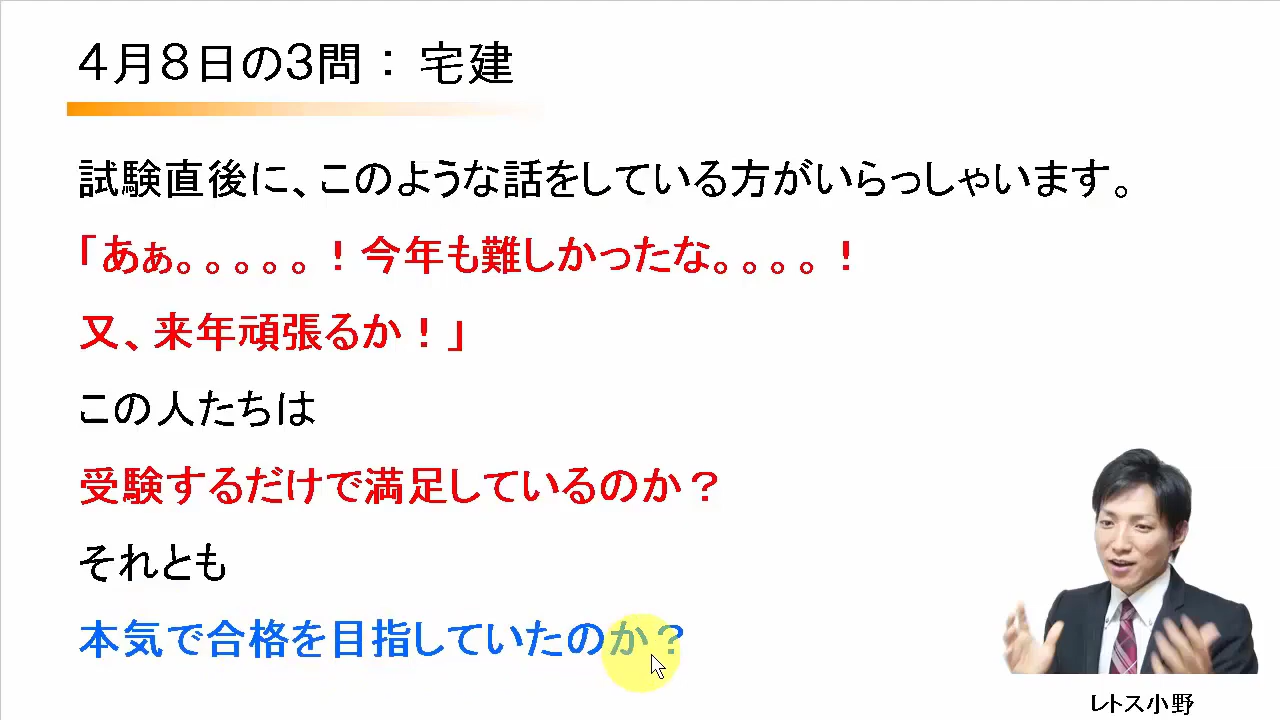 ４月８日の３問：宅建
試験直後に、このような話をしている方がいらっしゃいます。
「あぁ。。。。。！今年も難しかったな。。。。！
又、来年頑張るか！」
この人たちは
受験するだけで満足しているのか？
それとも
本気で合格を目指していたのか？
レトス小野